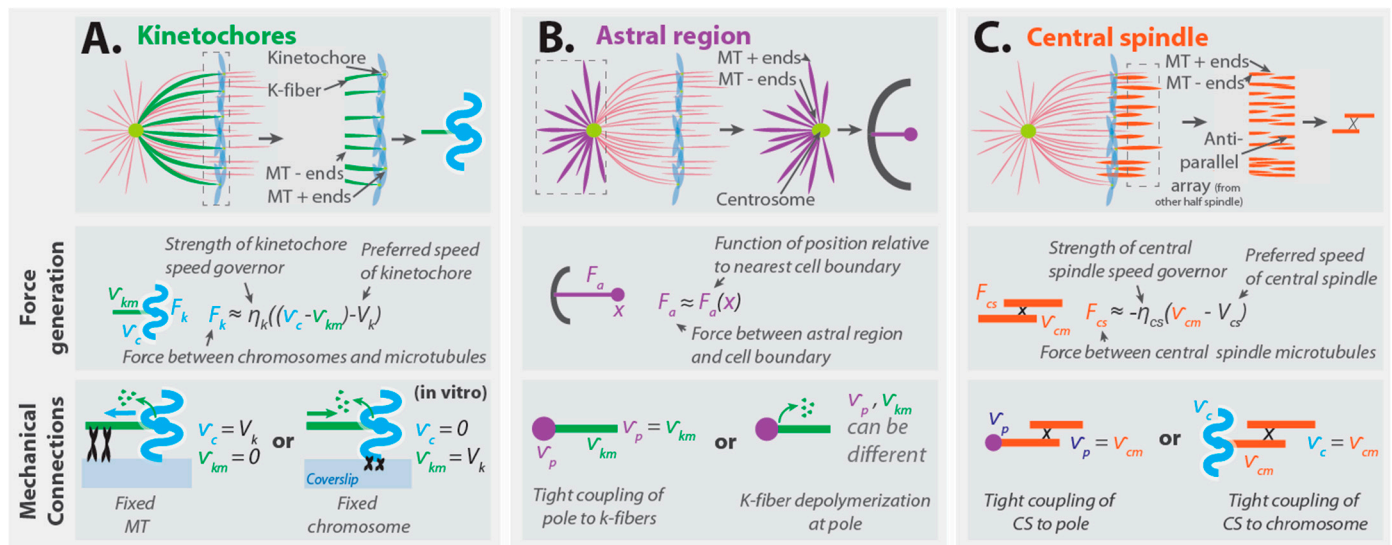 A. Kinetochores
Kinetochore
K-fiber
MT - ends
MT + ends
B. Astral region
MT + ends
MT - ends
Centrosome
C. Central spindle
MT + ends
MT - ends
Anti-
parallel
array (from
other half spindle)
Force
generation
Strength of kinetochore
speed governor
Preferred speed
of kinetochore
v_km
F_k
v_c
F_k ≈ η_k((v_c-v_km)-V_k)
Force between chromosomes and microtubules
Function of position relative
to nearest cell boundary
F_a
x
F_a ≈ F_a(x)
Force between astral region
and cell boundary
Strength of central
spindle speed governor
Preferred speed
of central spindle
F_cs
x
v_cm
F_cs ≈ -η_cs(v_cm - V_cs)
Force between central spindle microtubules
Mechanical
Connections
v_c = V_k
v_km = 0
Fixed
MT
or
(in vitro)
v_c = 0
v_km = V_k
Coverslip
Fixed
chromosome
v_p
v_km
v_p = v_km
Tight coupling of
pole to k-fibers
or
v_p, v_km
can be
different
K-fiber depolymerization
at pole
v_p
x
v_p = v_cm
Tight coupling of
CS to pole
or
v_c
x
v_cm
v_c = v_cm
Tight coupling of
CS to chromosome